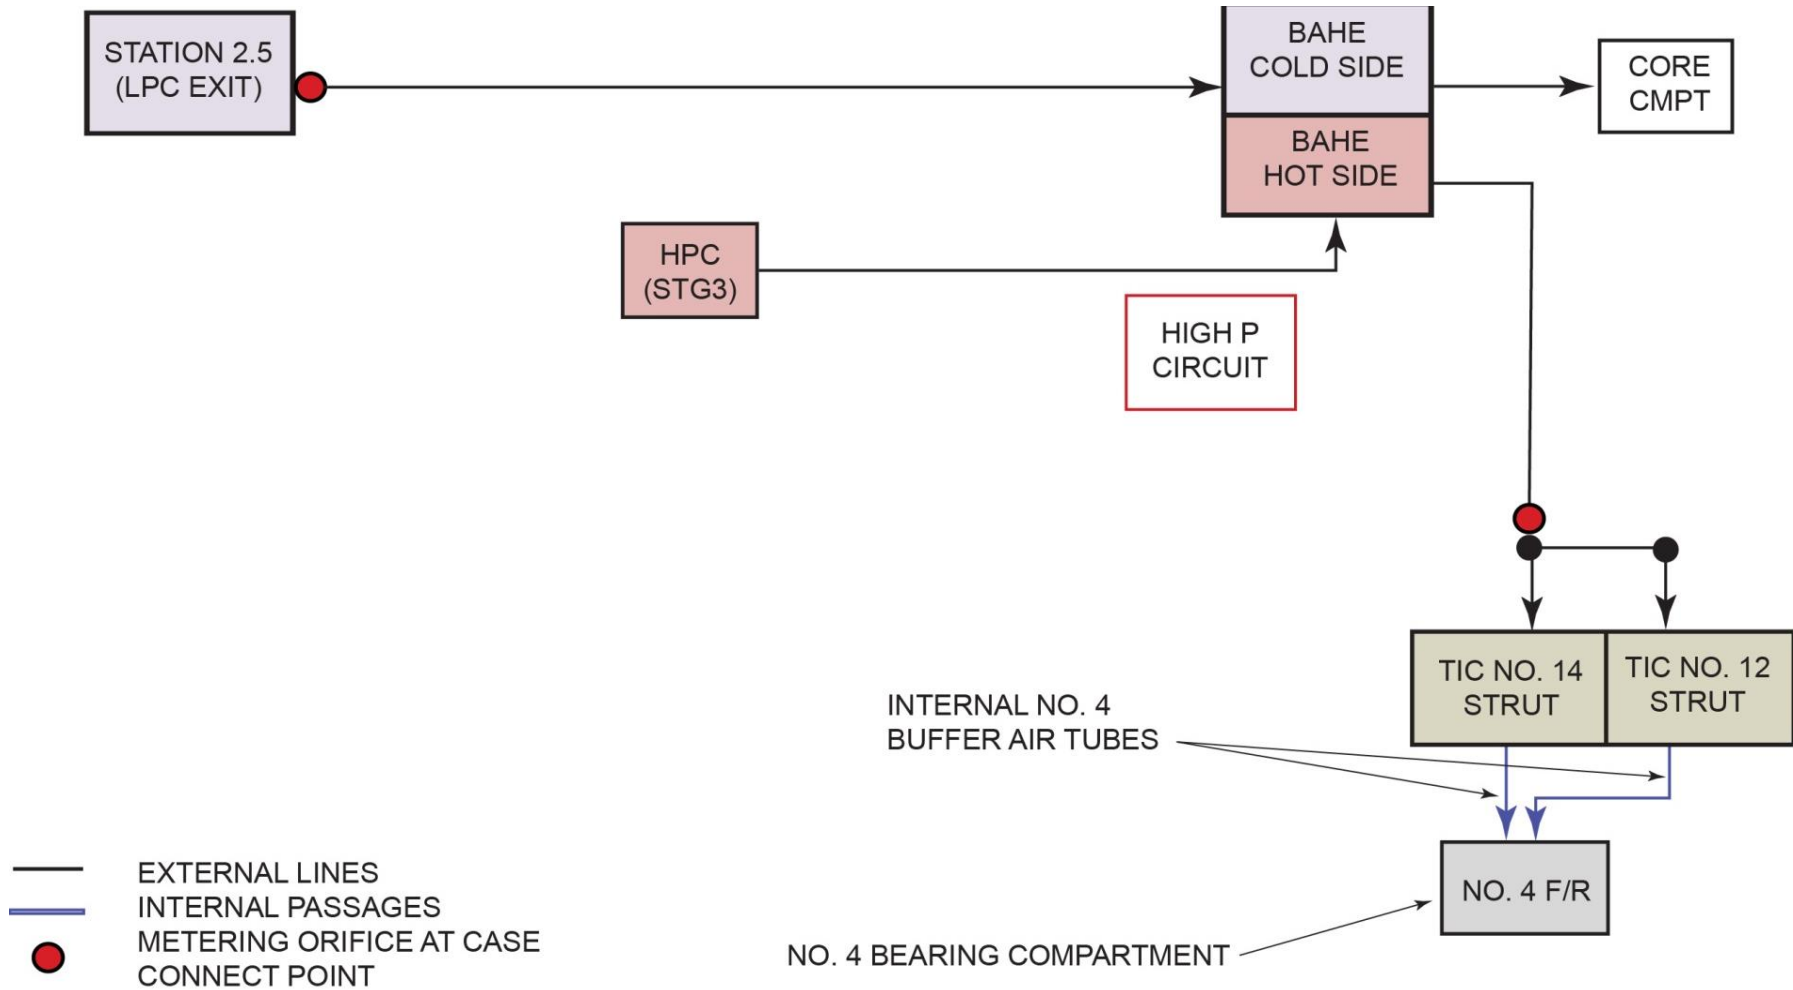 STATION 2.5
(LPC EXIT)
BAHE
COLD SIDE
CORE
CMPT
BAHE
HOT SIDE
HPC
(STG3)
HIGH P
CIRCUIT
TIC NO. 14
STRUT
TIC NO. 12
STRUT
INTERNAL NO. 4
BUFFER AIR TUBES
NO. 4 F/R
NO. 4 BEARING COMPARTMENT
EXTERNAL LINES
INTERNAL PASSAGES
METERING ORIFICE AT CASE
CONNECT POINT